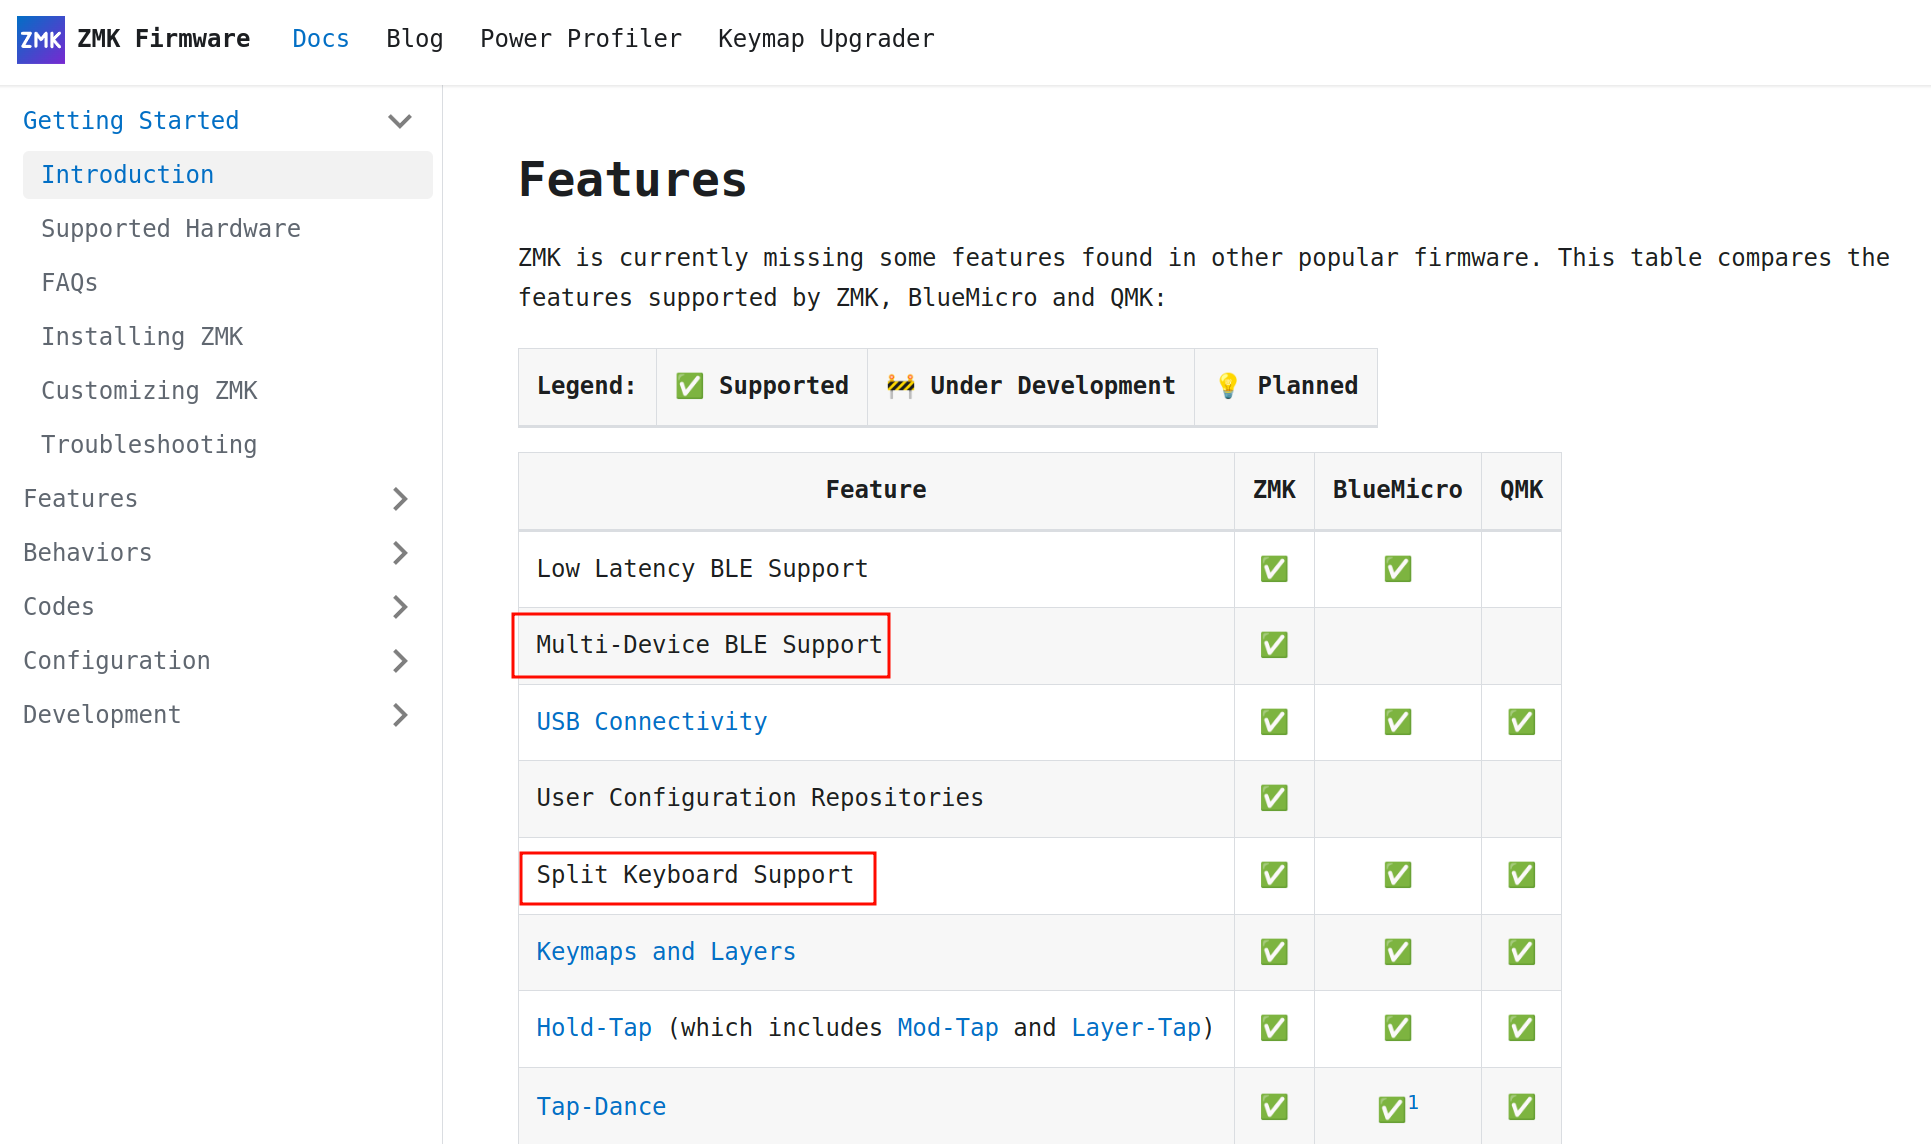 ZMK ZMK Firmware Docs Blog Power Profiler Keymap Upgrader
Getting Started
Introduction
Supported Hardware
FAQs
Installing ZMK
Customizing ZMK
Troubleshooting
Features
Behaviors
Codes
Configuration
Development
Features
ZMK is currently missing some features found in other popular firmware. This table compares the
features supported by ZMK, BlueMicro and QMK:
Legend: ✅ Supported 🚧 Under Development 💡 Planned
Feature ZMK BlueMicro QMK
Low Latency BLE Support ✅ ✅
Multi-Device BLE Support ✅
USB Connectivity ✅ ✅ ✅
User Configuration Repositories ✅
Split Keyboard Support ✅ ✅ ✅
Keymaps and Layers ✅ ✅ ✅
Hold-Tap (which includes Mod-Tap and Layer-Tap) ✅ ✅ ✅
Tap-Dance ✅ ✅1 ✅